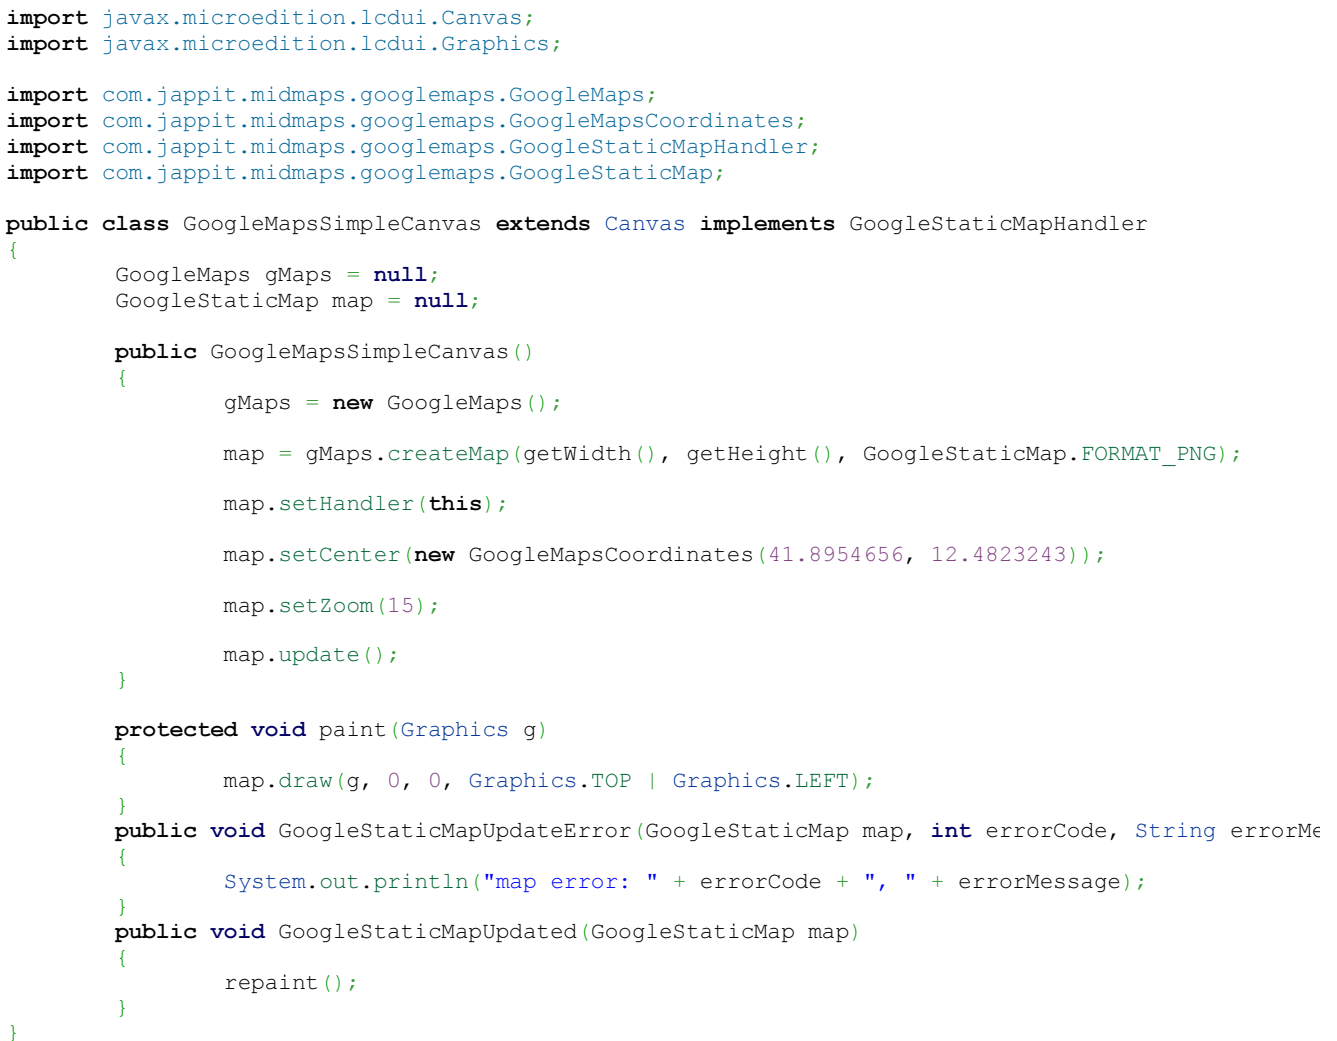 import javax.microedition.lcdui.Canvas;
import javax.microedition.lcdui.Graphics;

import com.jappit.midmaps.googlemaps.GoogleMaps;
import com.jappit.midmaps.googlemaps.GoogleMapsCoordinates;
import com.jappit.midmaps.googlemaps.GoogleStaticMapHandler;
import com.jappit.midmaps.googlemaps.GoogleStaticMap;

public class GoogleMapsSimpleCanvas extends Canvas implements GoogleStaticMapHandler
{
        GoogleMaps gMaps = null;
        GoogleStaticMap map = null;

        public GoogleMapsSimpleCanvas()
        {
                gMaps = new GoogleMaps();

                map = gMaps.createMap(getWidth(), getHeight(), GoogleStaticMap.FORMAT_PNG);

                map.setHandler(this);

                map.setCenter(new GoogleMapsCoordinates(41.8954656, 12.4823243));

                map.setZoom(15);

                map.update();
        }

        protected void paint(Graphics g)
        {
                map.draw(g, 0, 0, Graphics.TOP | Graphics.LEFT);
        }
        public void GoogleStaticMapUpdateError(GoogleStaticMap map, int errorCode, String errorMe
        {
                System.out.println("map error: " + errorCode + ", " + errorMessage);
        }
        public void GoogleStaticMapUpdated(GoogleStaticMap map)
        {
                repaint();
        }
}